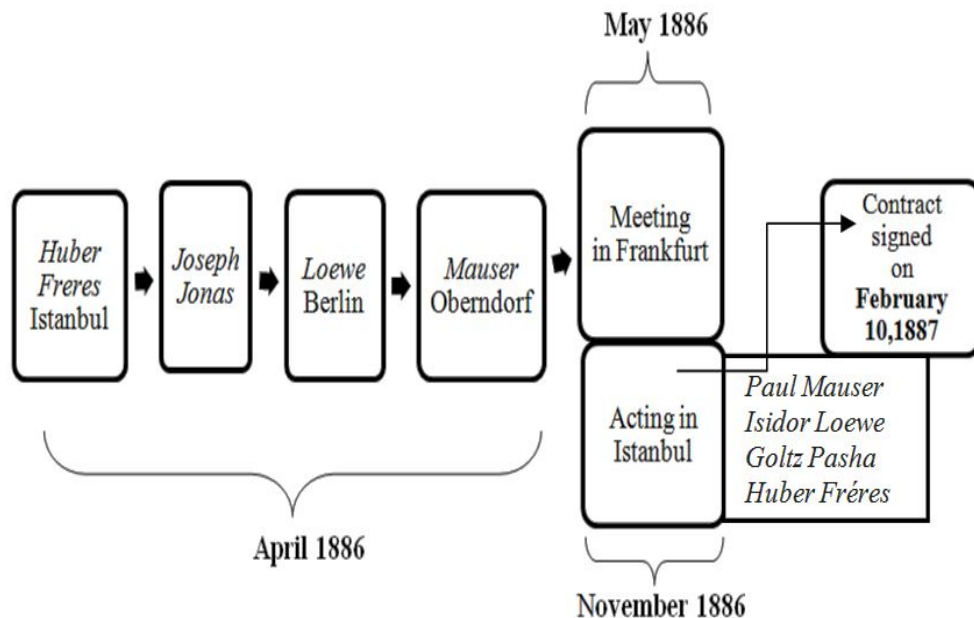 May 1886
Huber
Freres
Istanbul
Joseph
Jonas
Loewe
Berlin
Mauser
Oberndorf
Meeting
in Frankfurt
Contract
signed
on
February
10,1887
Acting in
Istanbul
Paul Mauser
Isidor Loewe
Goltz Pasha
Huber Fréres
April 1886
November 1886